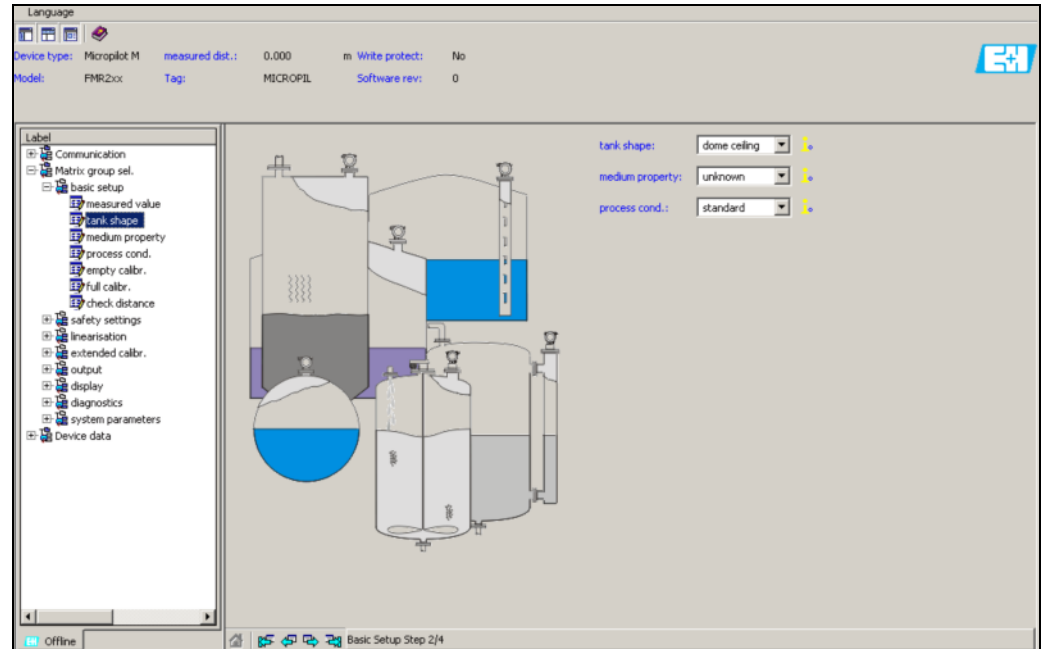 Language
Device type: Micropilot M measured dist.: 0.000 m Write protect: No
Model: FMR2xx Tag: MICROPIL Software rev: 0
E+H
Label
Communication
Matrix group sel.
basic setup
measured value
tank shape
medium property
process cond.
empty calibr.
full calibr.
check distance
safety settings
linearisation
extended calibr.
output
display
diagnostics
system parameters
Device data
tank shape: dome ceiling
medium property: unknown
process cond.: standard
Offline
Basic Setup Step 2/4